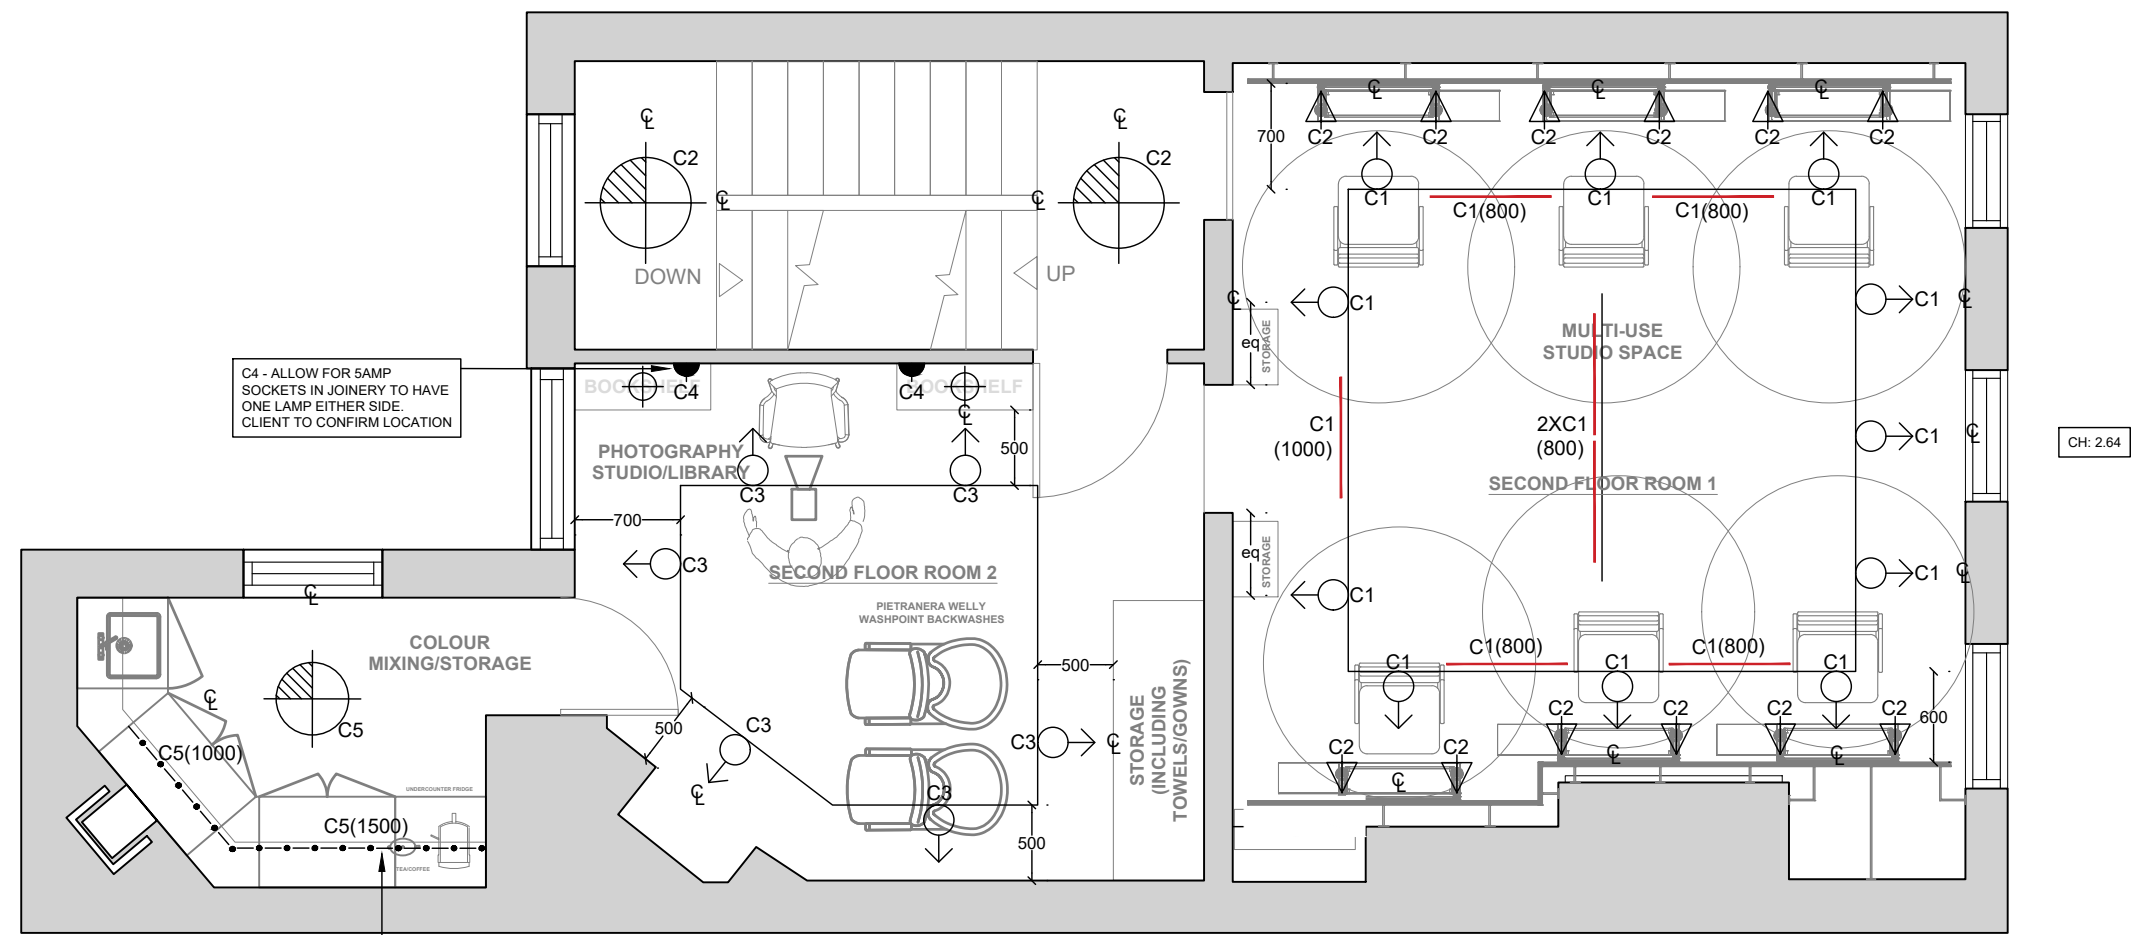 ℄
C2
℄
C2
℄
℄
DOWN
UP
700
℄
℄
℄
C2
C2
C2
C2
C2
C2
C1
C1
C1
C1(800)
C1(800)
℄
C1
C1
℄
eq
STORAGE
MULTI-USE
STUDIO SPACE
C4 - ALLOW FOR 5AMP
SOCKETS IN JOINERY TO HAVE
ONE LAMP EITHER SIDE.
CLIENT TO CONFIRM LOCATION
BOOKSHELF
C4
C4
BOOKSHELF
℄
500
PHOTOGRAPHY
STUDIO/LIBRARY
C3
C3
C1
(1000)
2XC1
(800)
C1
℄
CH: 2.64
SECOND FLOOR ROOM 1
700
C3
SECOND FLOOR ROOM 2
eq
STORAGE
C1
C1
℄
℄
PIETRANERA WELLY
WASHPOINT BACKWASHES
COLOUR
MIXING/STORAGE
500
C1
C1(800)
C1
C1(800)
C1
℄
C5
500
C3
℄
C3
℄
STORAGE
(INCLUDING
TOWELS/GOWNS)
C2
C2
C2
C2
600
C2
C2
℄
℄
℄
C5(1000)
UNDERCOUNTER FRIDGE
C5(1500)
C3
500
TEA/COFFEE